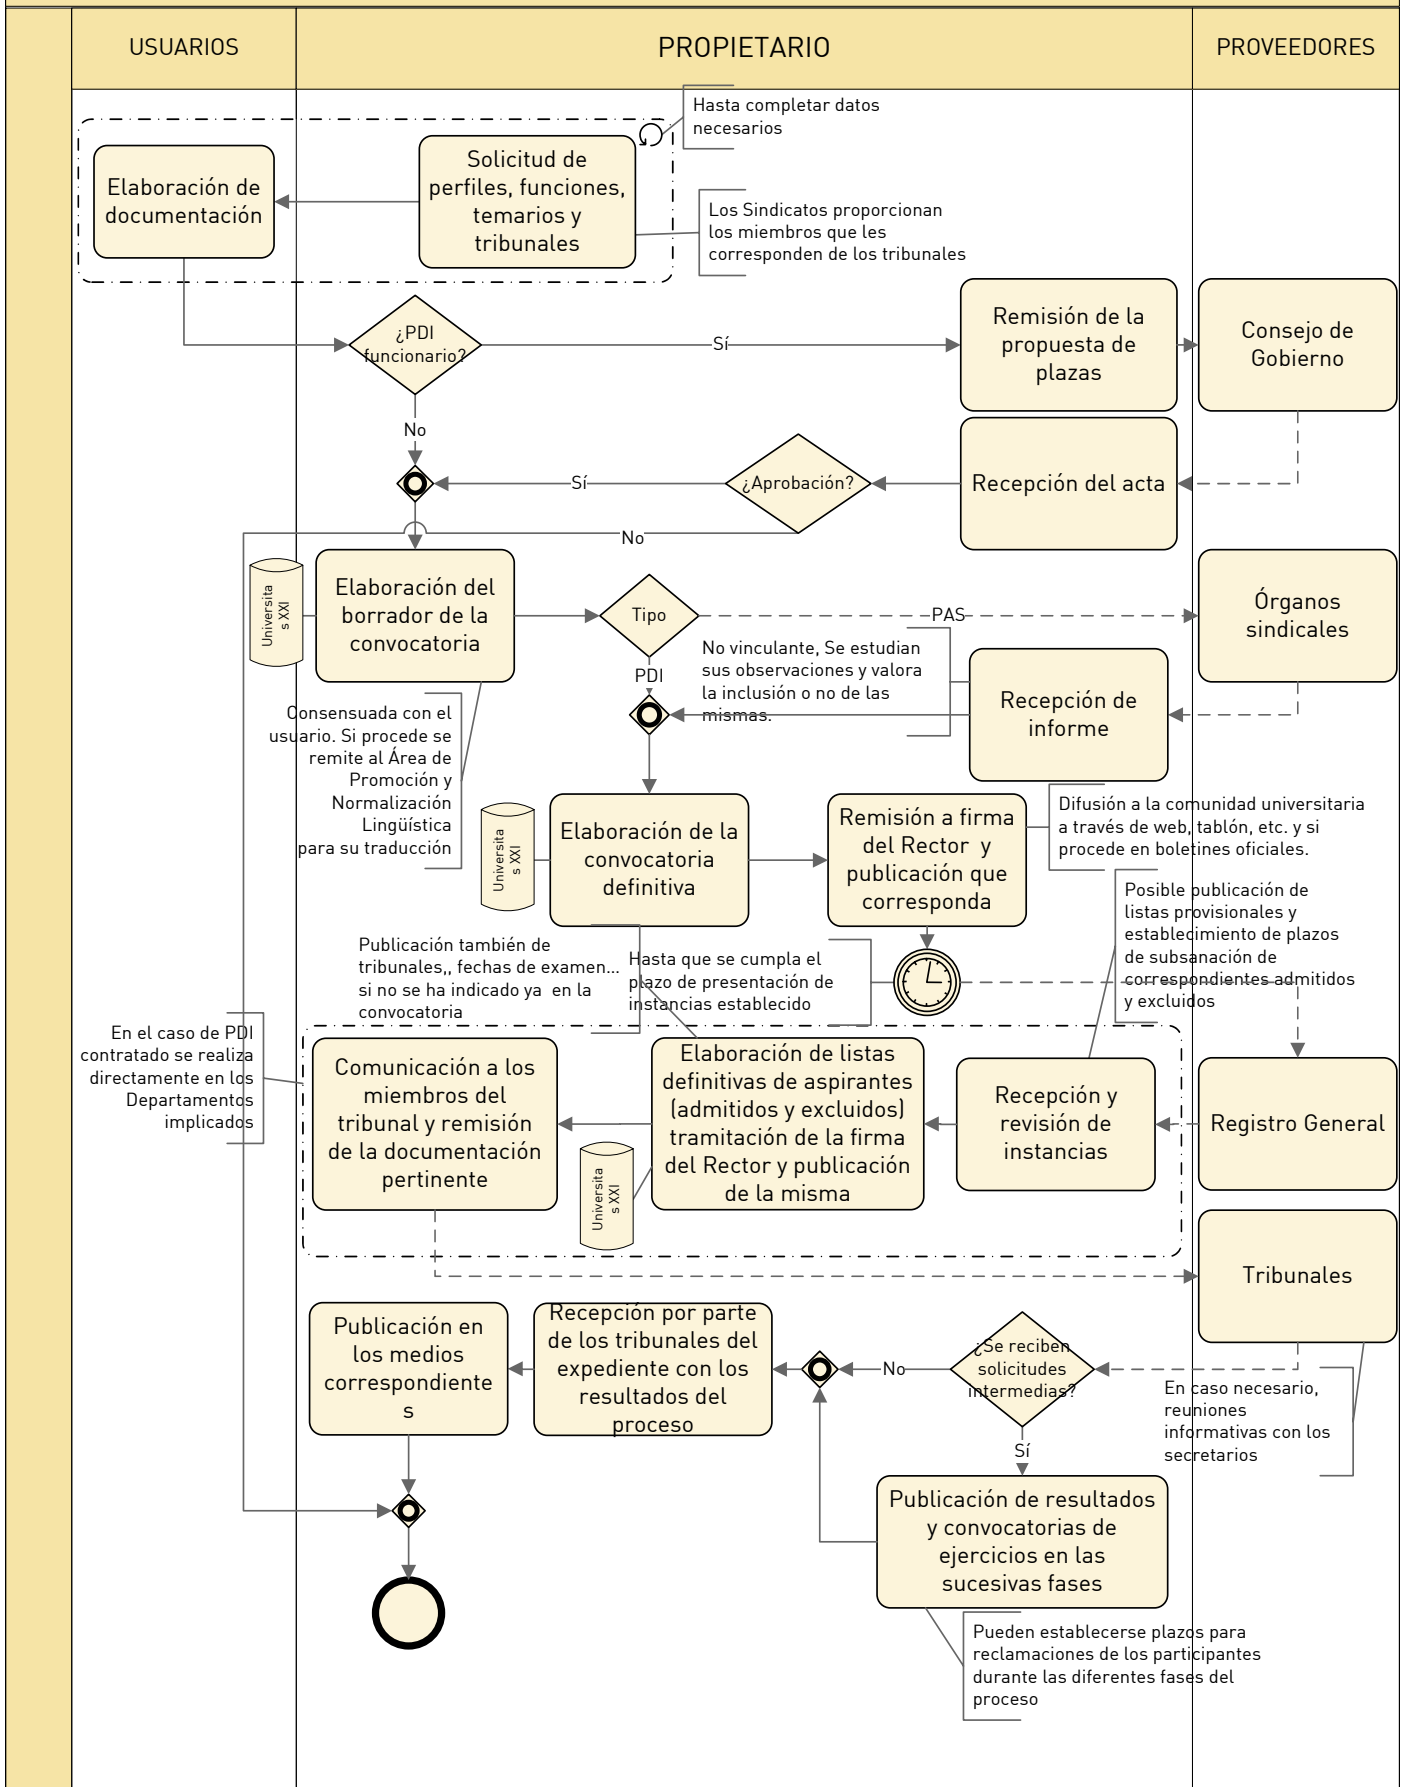 USUARIOS
PROPIETARIO
PROVEEDORES
Hasta completar datos
necesarios
Elaboración de
documentación
Solicitud de
perfiles, funciones,
temarios y
tribunales
Los Sindicatos proporcionan
los miembros que les
corresponden de los tribunales
¿PDI
funcionario?
Sí
Remisión de la
propuesta de
plazas
Consejo de
Gobierno
No
Sí
¿Aprobación?
Recepción del acta
No
Universita
s XXI
Elaboración del
borrador de la
convocatoria
Tipo
PAS
Órganos
sindicales
PDI
No vinculante, Se estudian
sus observaciones y valora
la inclusión o no de las
mismas.
Recepción de
informe
Consensuada con el
usuario. Si procede se
remite al Área de
Promoción y
Normalización
Lingüística
para su traducción
Universita
s XXI
Elaboración de la
convocatoria
definitiva
Remisión a firma
del Rector  y
publicación que
corresponda
Difusión a la comunidad universitaria
a través de web, tablón, etc. y si
procede en boletines oficiales.
Posible publicación de
listas provisionales y
establecimiento de plazos
de subsanación de
correspondientes admitidos
y excluidos
Publicación también de
tribunales,, fechas de examen...
si no se ha indicado ya  en la
convocatoria
Hasta que se cumpla el
plazo de presentación de
instancias establecido
En el caso de PDI
contratado se realiza
directamente en los
Departamentos
implicados
Comunicación a los
miembros del
tribunal y remisión
de la documentación
pertinente
Universita
s XXI
Elaboración de listas
definitivas de aspirantes
(admitidos y excluidos)
tramitación de la firma
del Rector y publicación
de la misma
Recepción y
revisión de
instancias
Registro General
Tribunales
Publicación en
los medios
correspondiente
s
Recepción por parte
de los tribunales del
expediente con los
resultados del
proceso
No
¿Se reciben
solicitudes
intermedias?
En caso necesario,
reuniones
informativas con los
secretarios
Sí
Publicación de resultados
y convocatorias de
ejercicios en las
sucesivas fases
Pueden establecerse plazos para
reclamaciones de los participantes
durante las diferentes fases del
proceso